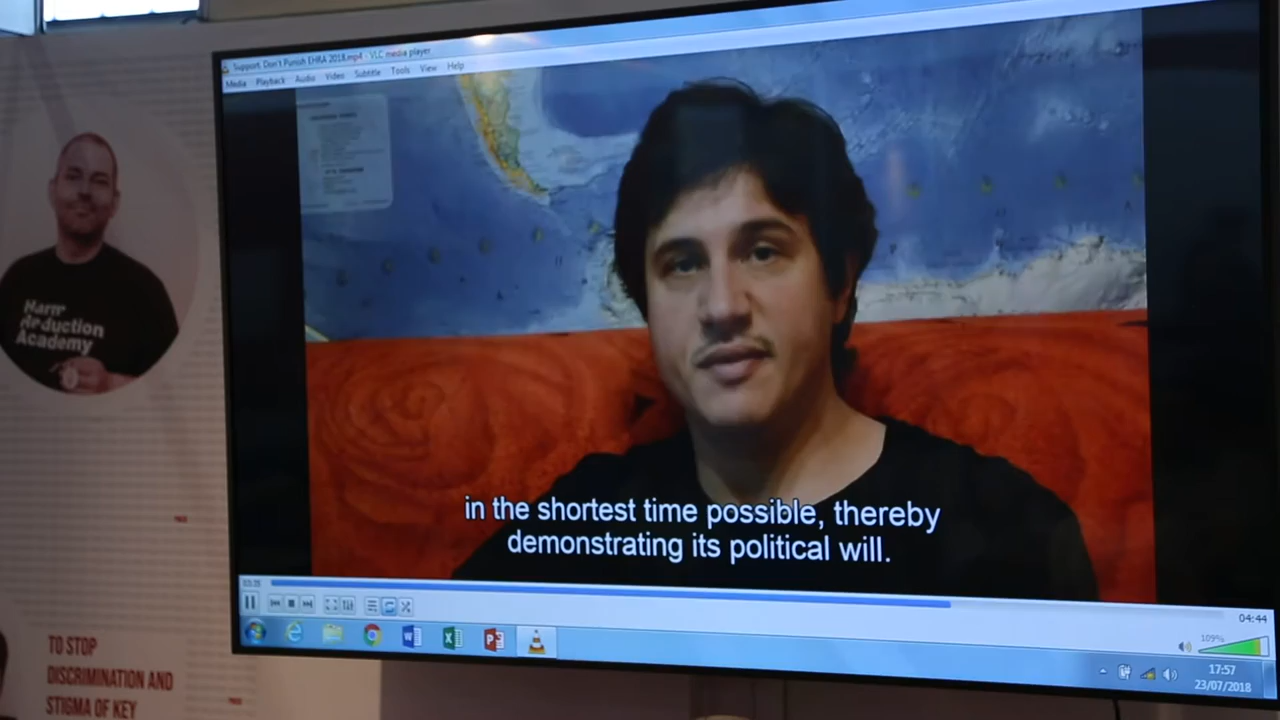 Support. Don't Punish EHRA 2018.mp4 - VLC media player
Media Playback Audio Video Subtitle Tools View Help
Harm
Reduction
Academy
in the shortest time possible, thereby
demonstrating its political will.
04:44
109%
17:57
23/07/2018
TO STOP
DISCRIMINATION AND
STIGMA OF KEY